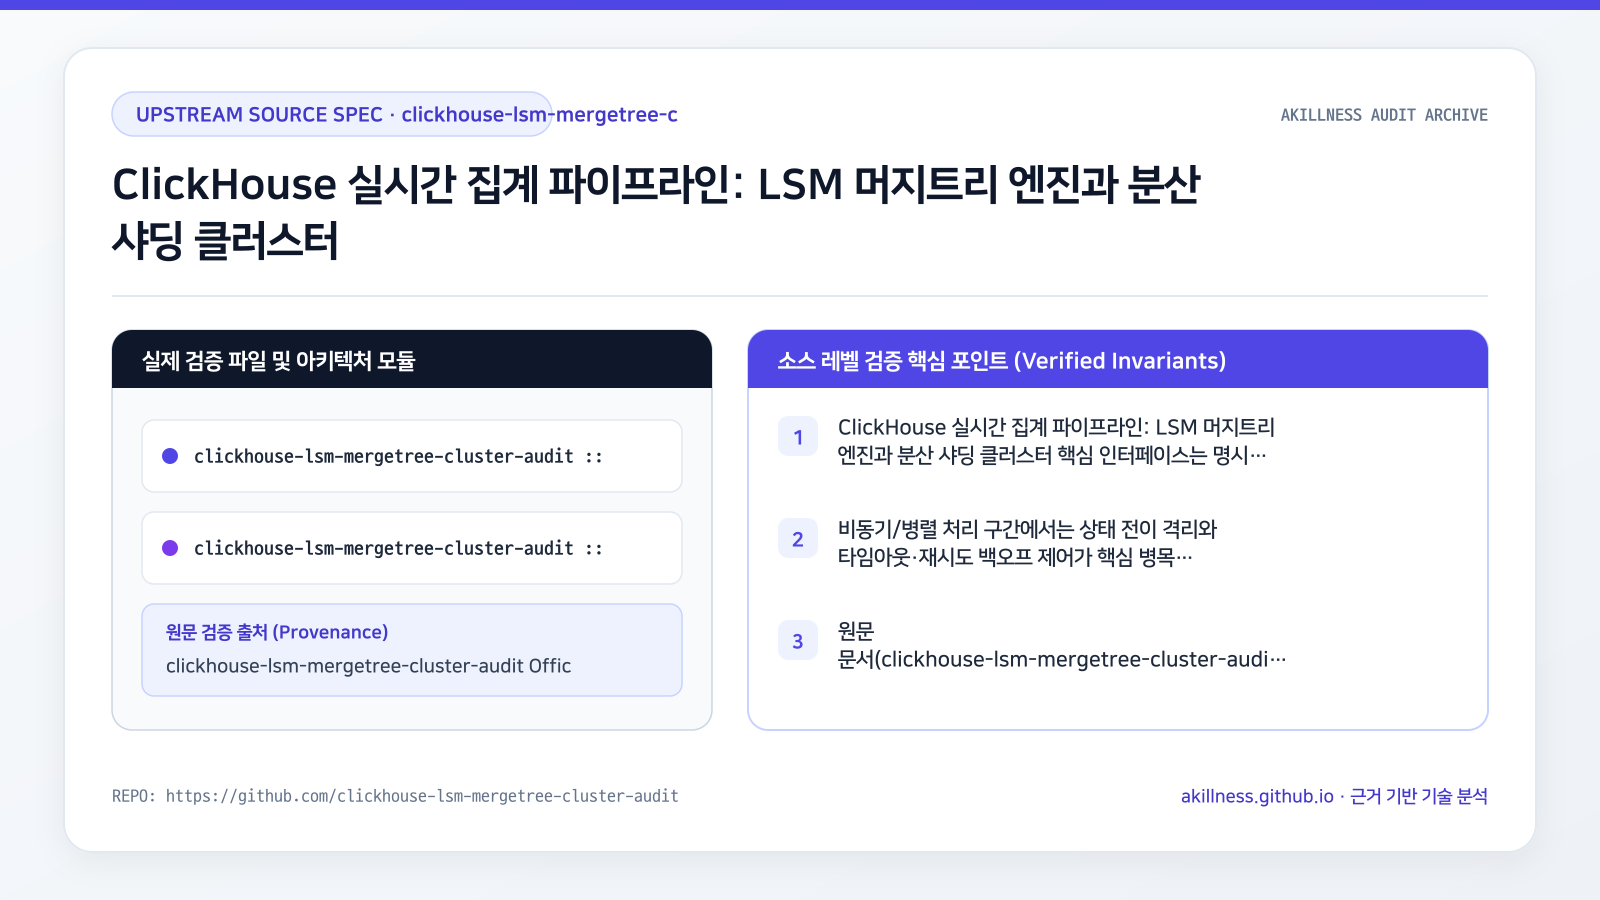 UPSTREAM SOURCE SPEC · clickhouse-lsm-mergetree-c
AKILLNESS AUDIT ARCHIVE
ClickHouse 실시간 집계 파이프라인: LSM 머지트리 엔진과 분산
샤딩 클러스터
실제 검증 파일 및 아키텍처 모듈
clickhouse-lsm-mergetree-cluster-audit ::
clickhouse-lsm-mergetree-cluster-audit ::
원문 검증 출처 (Provenance)
clickhouse-lsm-mergetree-cluster-audit Offic
소스 레벨 검증 핵심 포인트 (Verified Invariants)
1
ClickHouse 실시간 집계 파이프라인: LSM 머지트리
엔진과 분산 샤딩 클러스터 핵심 인터페이스는 명시…
2
비동기/병렬 처리 구간에서는 상태 전이 격리와
타임아웃·재시도 백오프 제어가 핵심 병목…
3
원문
문서(clickhouse-lsm-mergetree-cluster-audi…
REPO: https://github.com/clickhouse-lsm-mergetree-cluster-audit
akillness.github.io · 근거 기반 기술 분석